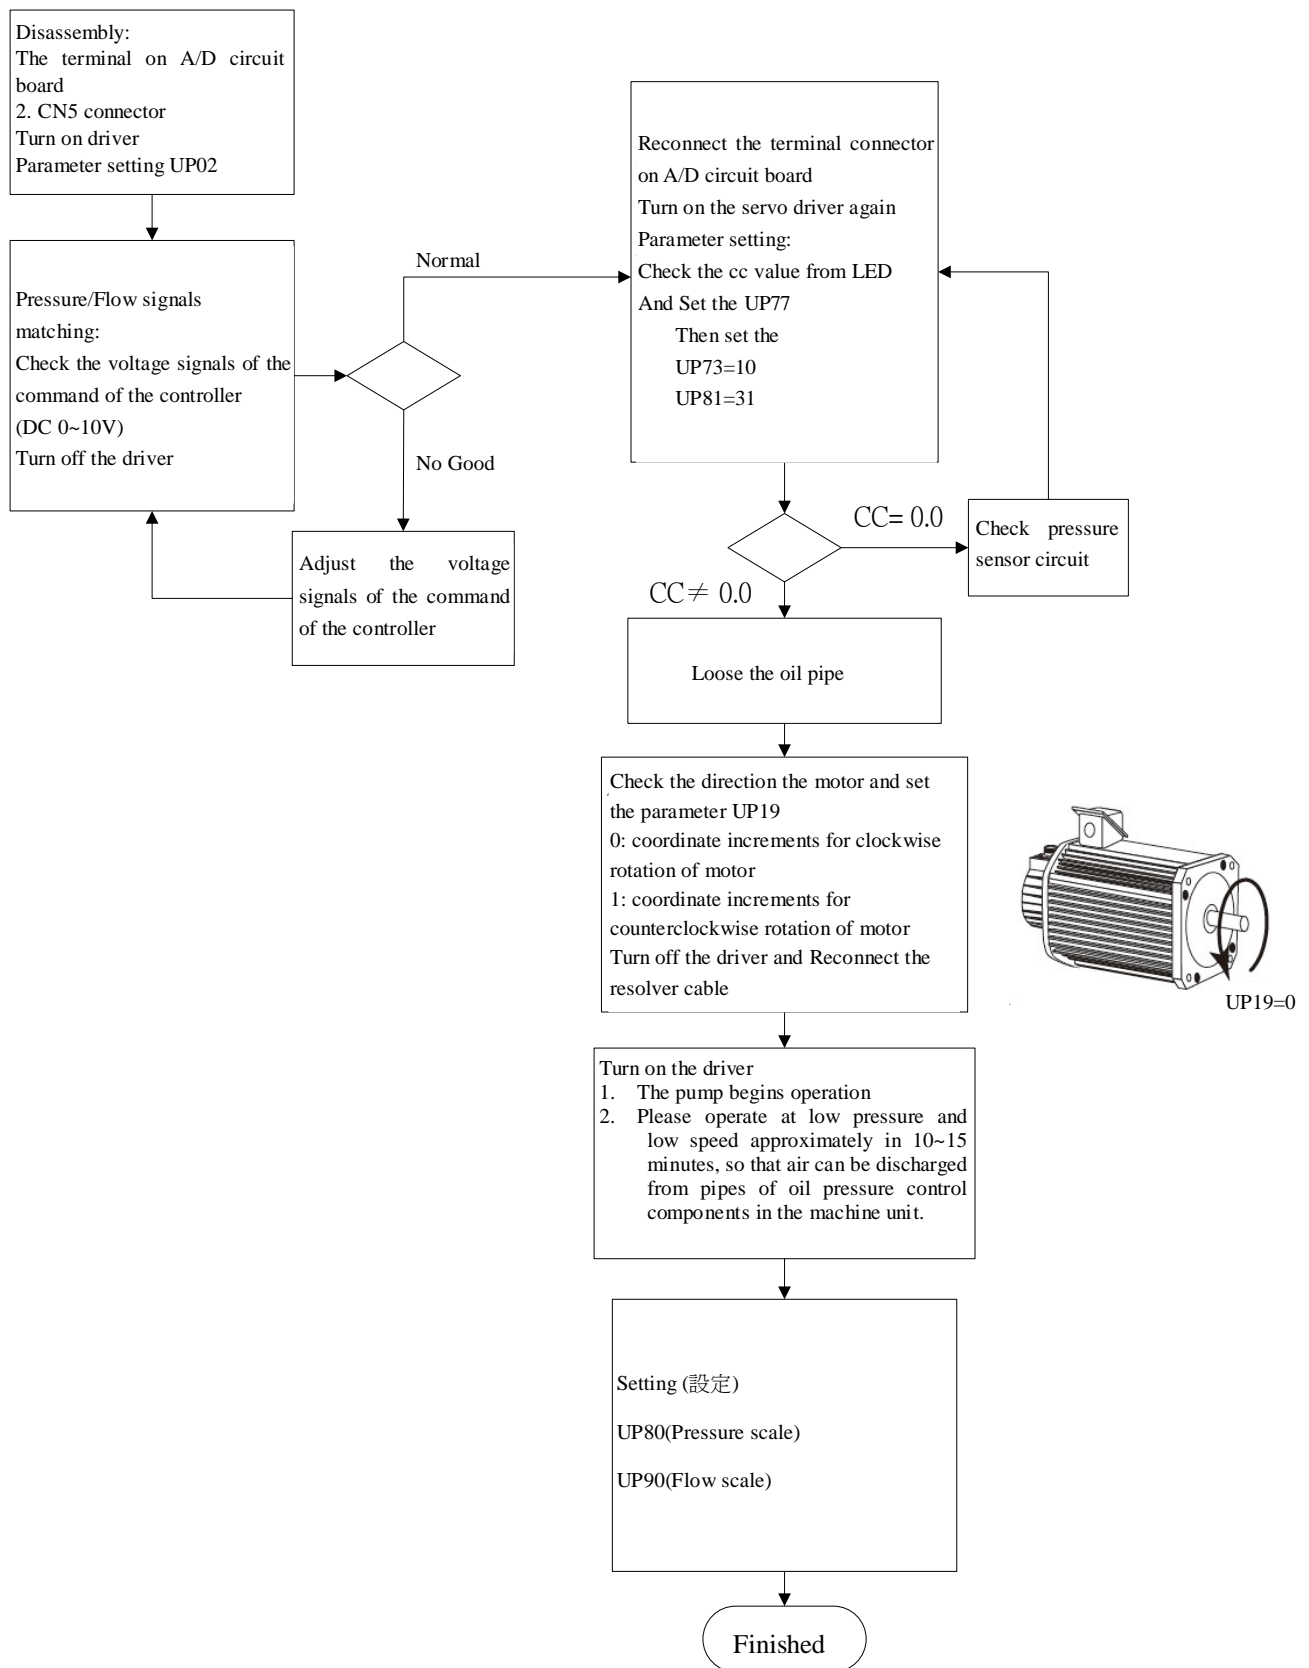 Disassembly:
The terminal on A/D circuit
board
2. CN5 connector
Turn on driver
Parameter setting UP02
Pressure/Flow signals
matching:
Check the voltage signals of the
command of the controller
(DC 0~10V)
Turn off the driver
Normal
No Good
Adjust the voltage
signals of the command
of the controller
Reconnect the terminal connector
on A/D circuit board
Turn on the servo driver again
Parameter setting:
Check the cc value from LED
And Set the UP77
Then set the
UP73=10
UP81=31
CC= 0.0
Check pressure
sensor circuit
CC≠ 0.0
Loose the oil pipe
Check the direction the motor and set
the parameter UP19
0: coordinate increments for clockwise
rotation of motor
1: coordinate increments for
counterclockwise rotation of motor
Turn off the driver and Reconnect the
resolver cable
UP19=0
Turn on the driver
1. The pump begins operation
2. Please operate at low pressure and
low speed approximately in 10~15
minutes, so that air can be discharged
from pipes of oil pressure control
components in the machine unit.
Setting (設定)
UP80(Pressure scale)
UP90(Flow scale)
Finished